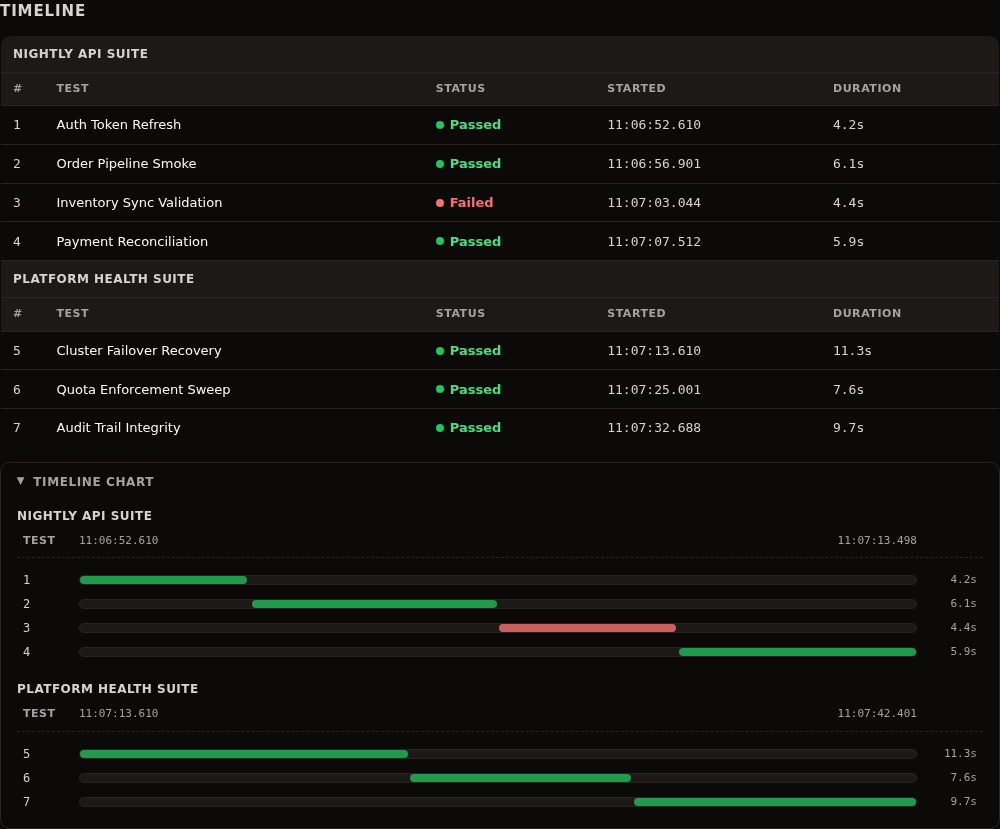 TIMELINE
NIGHTLY API SUITE
# TEST STATUS STARTED DURATION
1 Auth Token Refresh Passed 11:06:52.610 4.2s
2 Order Pipeline Smoke Passed 11:06:56.901 6.1s
3 Inventory Sync Validation Failed 11:07:03.044 4.4s
4 Payment Reconciliation Passed 11:07:07.512 5.9s
PLATFORM HEALTH SUITE
# TEST STATUS STARTED DURATION
5 Cluster Failover Recovery Passed 11:07:13.610 11.3s
6 Quota Enforcement Sweep Passed 11:07:25.001 7.6s
7 Audit Trail Integrity Passed 11:07:32.688 9.7s
▼ TIMELINE CHART
NIGHTLY API SUITE
TEST 11:06:52.610 11:07:13.498
1 4.2s
2 6.1s
3 4.4s
4 5.9s
PLATFORM HEALTH SUITE
TEST 11:07:13.610 11:07:42.401
5 11.3s
6 7.6s
7 9.7s